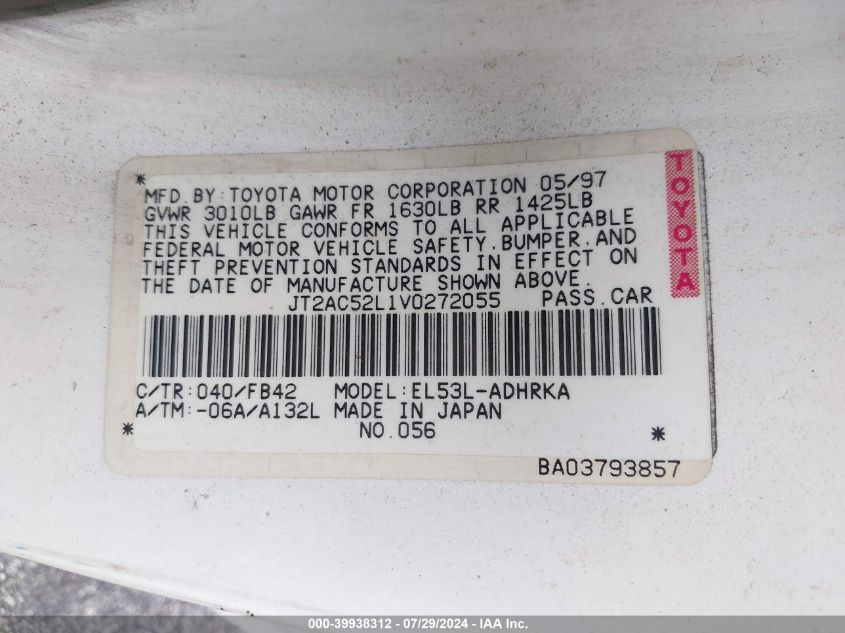 *
MFD. BY: TOYOTA MOTOR CORPORATION 05/97
GVWR 3010LB GAWR FR 1630LB RR 1425LB
THIS VEHICLE CONFORMS TO ALL APPLICABLE
FEDERAL MOTOR VEHICLE SAFETY, BUMPER, AND
THEFT PREVENTION STANDARDS IN EFFECT ON
THE DATE OF MANUFACTURE SHOWN ABOVE.
JT2AC52L1V0272055 PASS. CAR
TOYOTA
C/TR: 040/FB42 MODEL: EL53L-ADHRKA
A/TM: -06A/A132L MADE IN JAPAN
* NO. 056 *
BA03793857
000-39938312 - 07/29/2024 - IAA Inc.